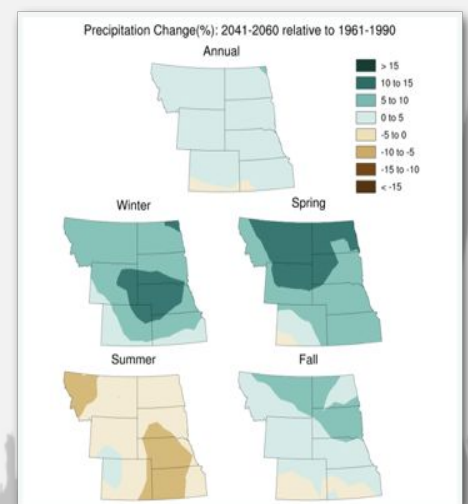 Precipitation Change(%): 2041-2060 relative to 1961-1990
Annual
> 15
10 to 15
5 to 10
0 to 5
-5 to 0
-10 to -5
-15 to -10
< -15
Winter
Spring
Summer
Fall